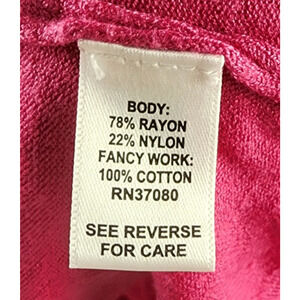 BODY:
78% RAYON
22% NYLON
FANCY WORK:
100% COTTON
RN37080
SEE REVERSE
FOR CARE